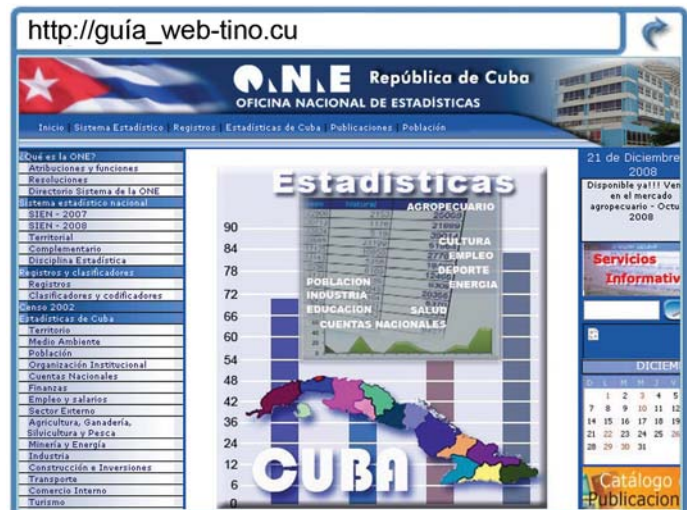 http://guía_web-tino.cu
O.N.E República de Cuba
OFICINA NACIONAL DE ESTADÍSTICAS
Inicio Sistema Estadístico Registros Estadísticas de Cuba Publicaciones Población
¿Qué es la ONE?
Atribuciones y funciones
Resoluciones
Directorio Sistema de la ONE
Sistema estadístico nacional
SIEN - 2007
SIEN - 2008
Territorial
Complementario
Disciplina Estadística
Registros y clasificadores
Registros
Clasificadores y codificadores
Censo 2002
Estadísticas de Cuba
Territorio
Medio Ambiente
Población
Organización Institucional
Cuentas Nacionales
Finanzas
Empleo y salarios
Sector Externo
Agricultura, Ganadería,
Silvicultura y Pesca
Minería y Energía
Industria
Construcción e Inversiones
Transporte
Comercio Interno
Turismo
Estadísticas
AGROPECUARIO
CULTURA
EMPLEO
DEPORTE
ENERGIA
POBLACION
INDUSTRIA
EDUCACION SALUD
CUENTAS NACIONALES
90
84
78
72
66
60
54
48
42
36
30
24
18
12
6
0
CUBA
21 de Diciembre
2008
Disponible ya!!! Ven
en el mercado
agropecuario - Octu
2008
Servicios
Informativ
DICIEM
D L M M J V
1 2 3 4 5
7 8 9 10 11 12
14 15 16 17 18 19
21 22 23 24 25 26
28 29 30 31
Catálogo
Publicacion